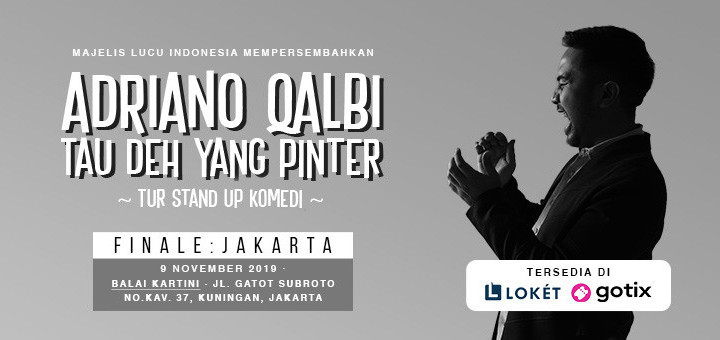 MAJELIS LUCU INDONESIA MEMPERSEMBAHKAN
ADRIANO QALBI
TAU DEH YANG PINTER
~ TUR STAND UP KOMEDI ~
FINALE:JAKARTA
9 NOVEMBER 2019 ·
BALAI KARTINI · JL. GATOT SUBROTO
NO.KAV. 37, KUNINGAN, JAKARTA
TERSEDIA DI
LOKÉT gotix